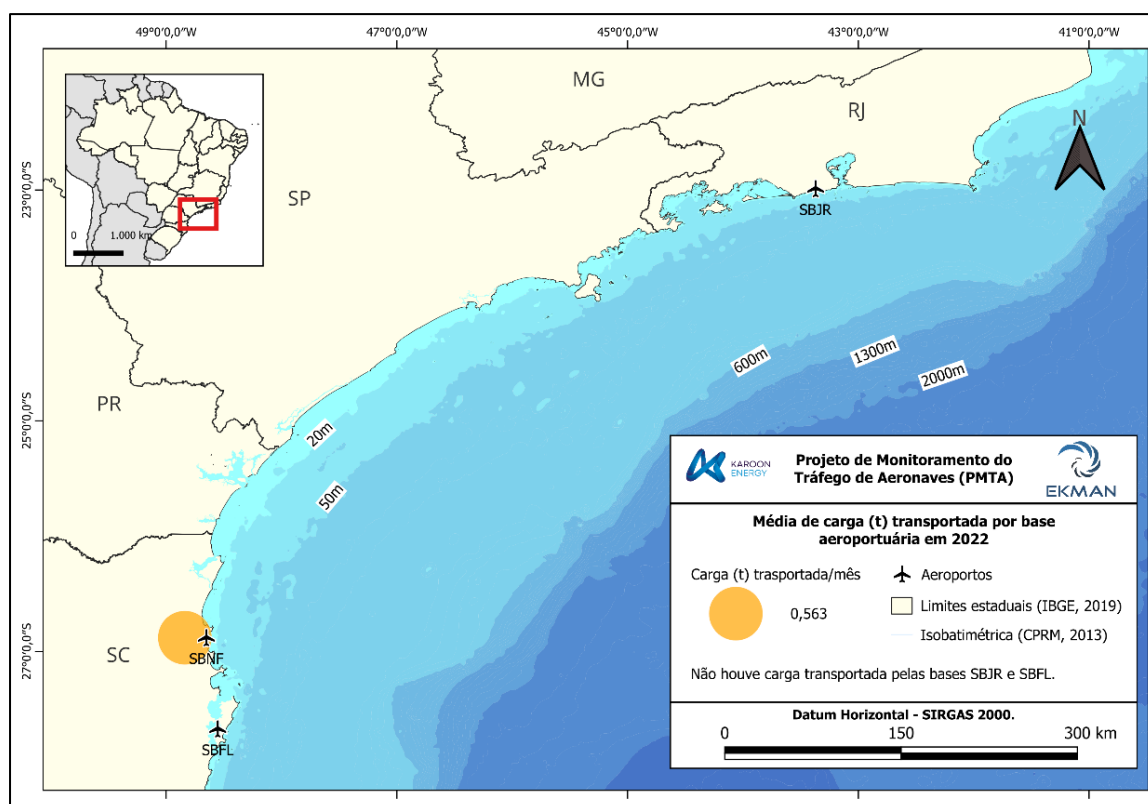 49°0'0,0"W
47°0'0,0"W
45°0'0,0"W
43°0'0,0"W
41°0'0,0"W
23°0'0,0"S
25°0'0,0"S
27°0'0,0"S
0
1.000 km
MG
RJ
SP
PR
SC
N
SBJR
SBNF
SBFL
600m
1300m
2000m
20m
50m
KAROON
ENERGY
Projeto de Monitoramento do
Tráfego de Aeronaves (PMTA)
EKMAN
Média de carga (t) transportada por base
aeroportuária em 2022
Carga (t) trasportada/mês
0,563
Aeroportos
Limites estaduais (IBGE, 2019)
Isobatimétrica (CPRM, 2013)
Não houve carga transportada pelas bases SBJR e SBFL.
Datum Horizontal - SIRGAS 2000.
0
150
300 km